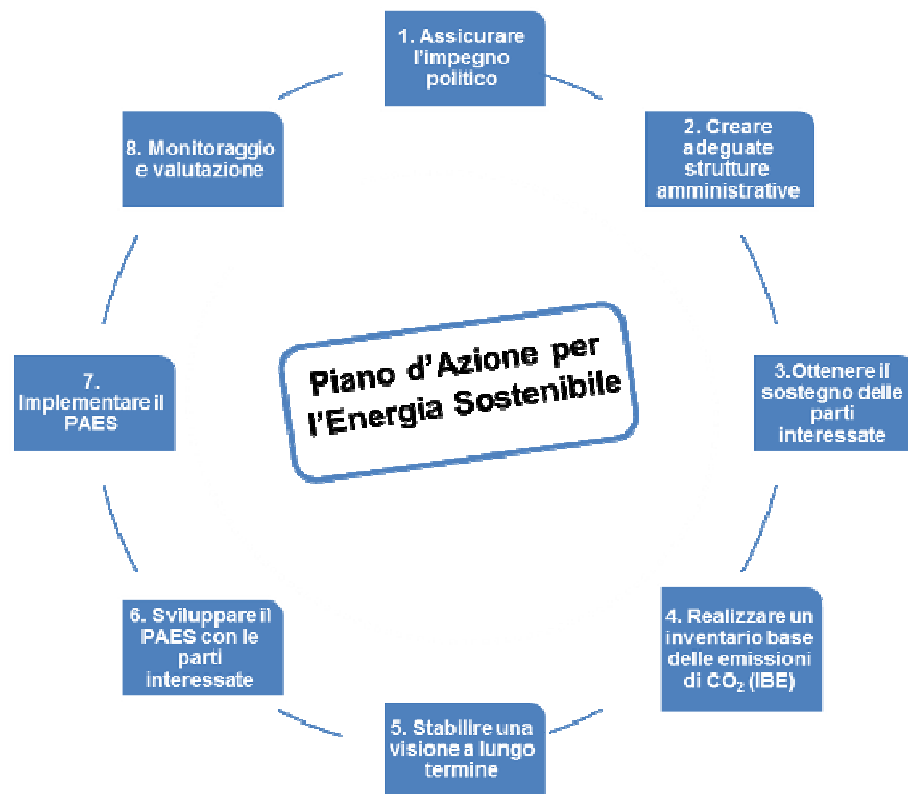 1. Assicurare
l'impegno
politico
2. Creare
adeguate
strutture
amministrative
3.Ottenere il
sostegno delle
parti
interessate
4. Realizzare un
inventario base
delle emissioni
di CO₂ (IBE)
5. Stabilire una
visione a lungo
termine
6. Sviluppare il
PAES con le
parti
interessate
7.
Implementare il
PAES
8. Monitoraggio
e valutazione
Piano d'Azione per
l'Energia Sostenibile